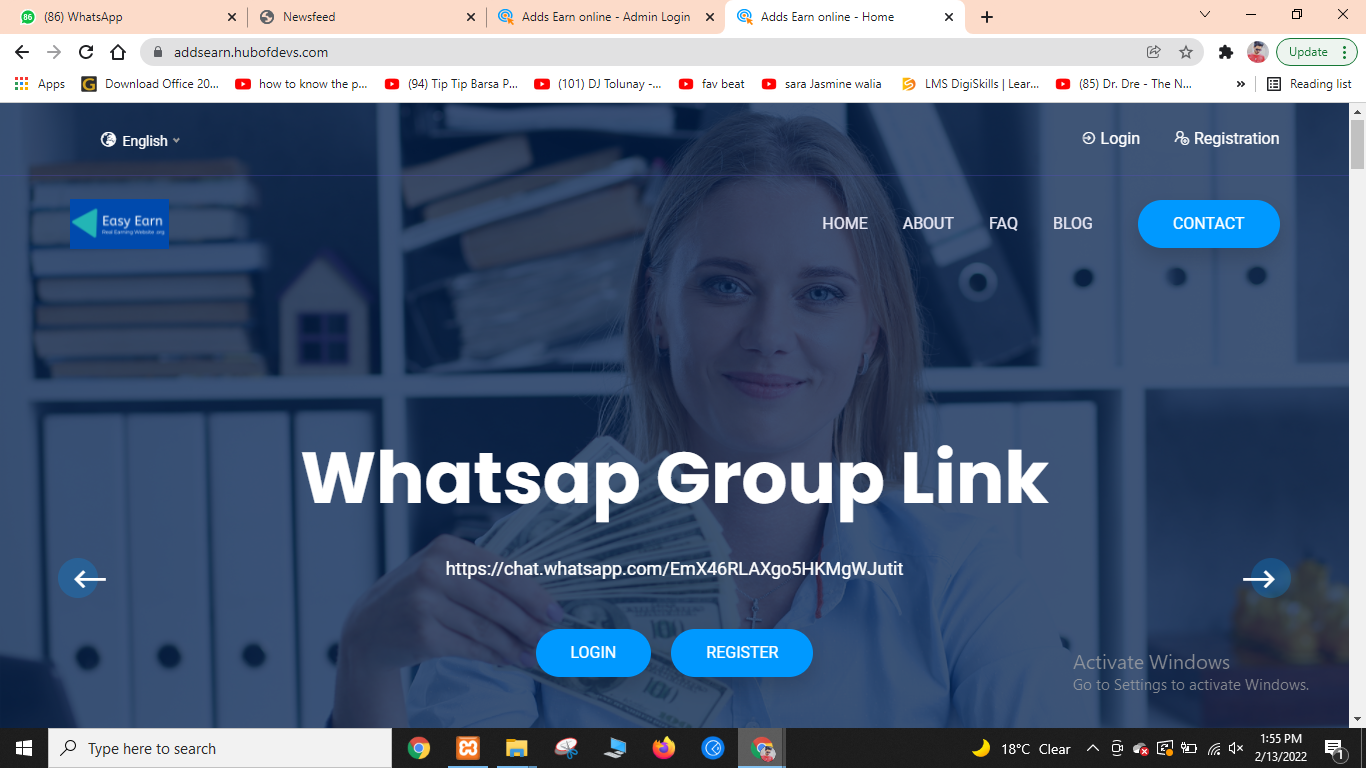 (86) WhatsApp
Newsfeed
Adds Earn online - Admin Login
Adds Earn online - Home
addsearn.hubofdevs.com
Update
Apps
Download Office 20...
how to know the p...
(94) Tip Tip Barsa P...
(101) DJ Tolunay -...
fav beat
sara Jasmine walia
LMS DigiSkills | Lear...
(85) Dr. Dre - The N...
»
Reading list
English
Login
Registration
Easy Earn
Real Earning Website .org
HOME
ABOUT
FAQ
BLOG
CONTACT
Whatsap Group Link
https://chat.whatsapp.com/EmX46RLAXgo5HKMgWJutit
LOGIN
REGISTER
Activate Windows
Go to Settings to activate Windows.
Type here to search
18°C Clear
1:55 PM
2/13/2022
1